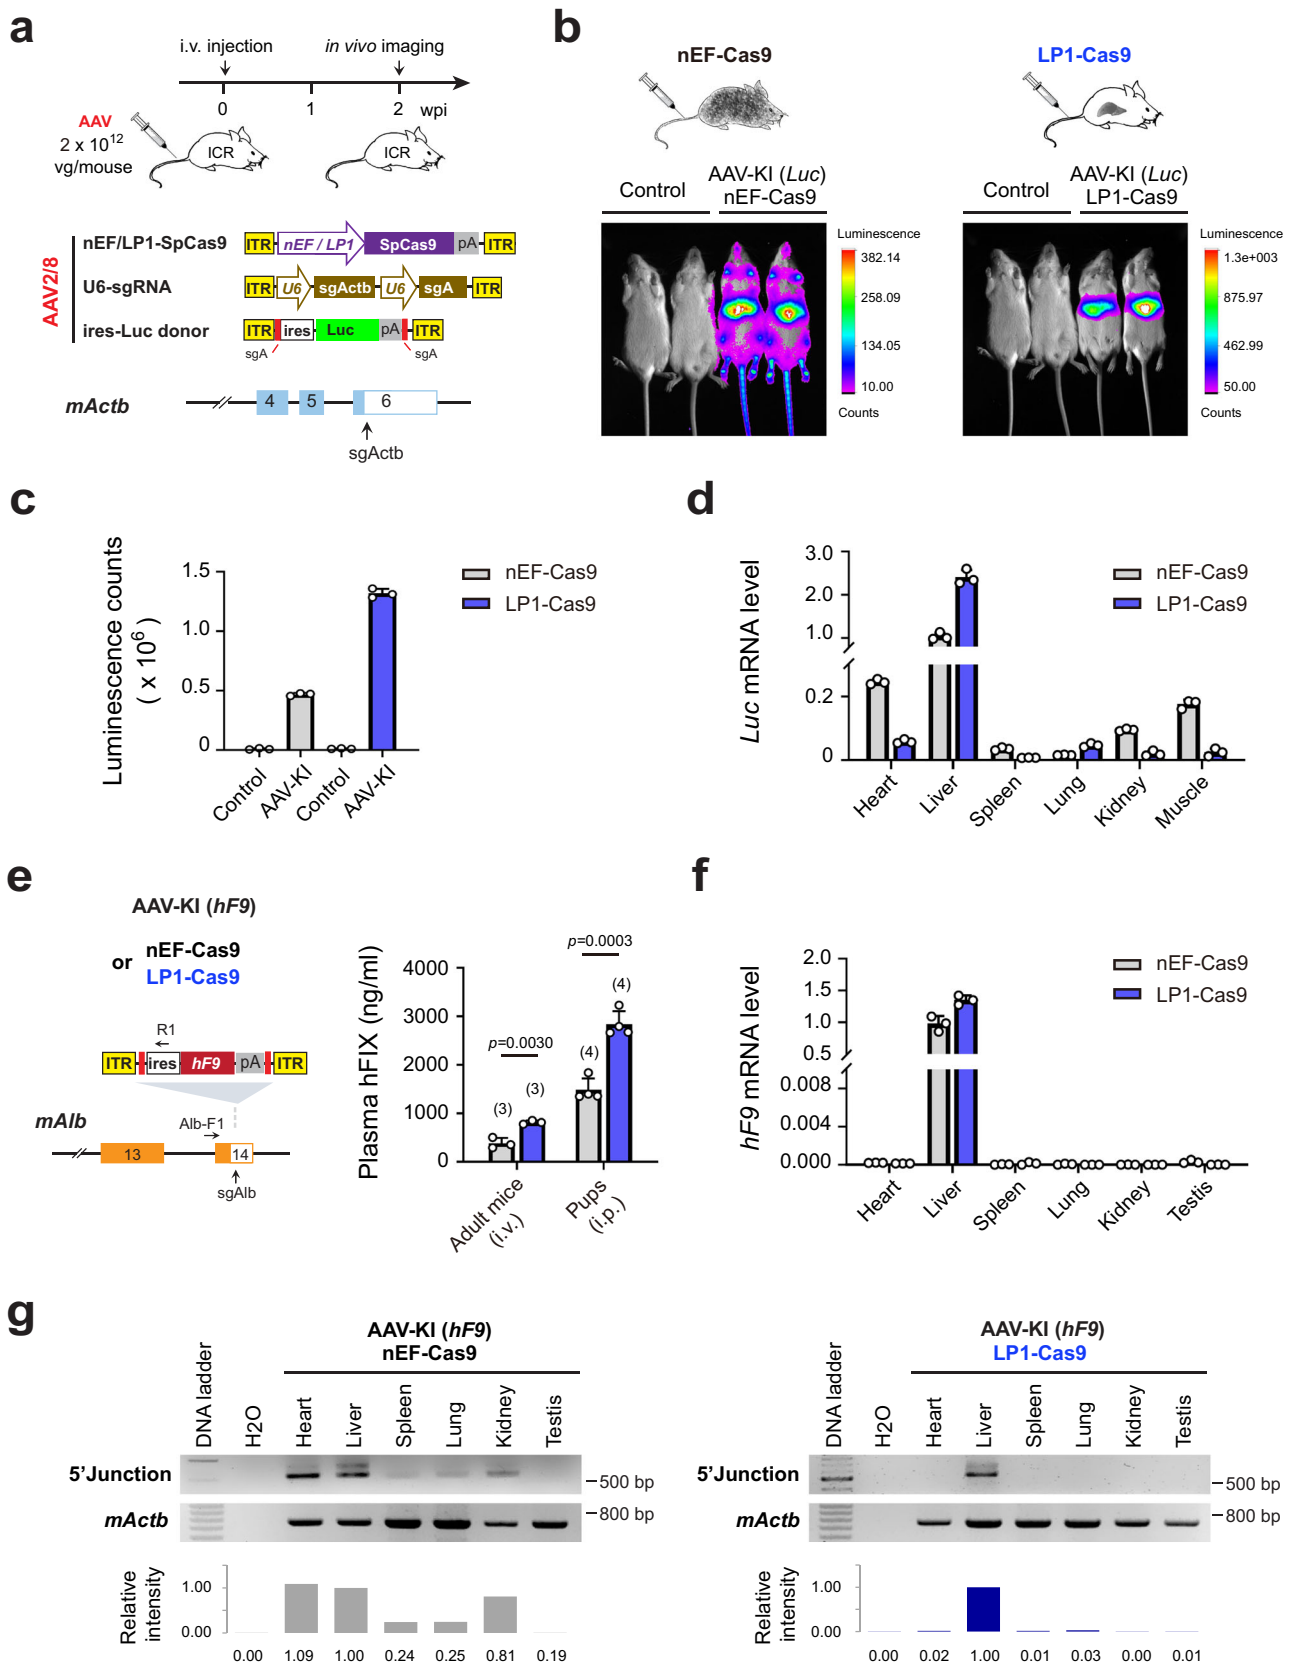 a
i.v. injection
in vivo imaging
0
1
2
wpi
AAV
2 x 10^12
vg/mouse
ICR
ICR
AAV2/8
nEF/LP1-SpCas9
ITR
nEF / LP1
SpCas9
pA
ITR
U6-sgRNA
ITR
U6
sgActb
U6
sgA
ITR
ires-Luc donor
ITR
ires
Luc
pA
ITR
sgA
sgA
mActb
4
5
6
sgActb
b
nEF-Cas9
LP1-Cas9
Control
AAV-KI (Luc)
nEF-Cas9
Luminescence
382.14
258.09
134.05
10.00
Counts
Control
AAV-KI (Luc)
LP1-Cas9
Luminescence
1.3e+003
875.97
462.99
50.00
Counts
c
Luminescence counts
( x 10^6 )
1.5
1.0
0.5
0
Control
AAV-KI
Control
AAV-KI
nEF-Cas9
LP1-Cas9
d
Luc mRNA level
3.0
2.0
1.0
0.2
0
Heart
Liver
Spleen
Lung
Kidney
Muscle
nEF-Cas9
LP1-Cas9
e
AAV-KI (hF9)
or
nEF-Cas9
LP1-Cas9
R1
ITR
ires
hF9
pA
ITR
mAlb
Alb-F1
13
14
sgAlb
Plasma hFIX (ng/ml)
4000
3000
2000
1000
0
p=0.0030
(3)
(3)
p=0.0003
(4)
(4)
Adult mice
(i.v.)
Pups
(i.p.)
f
hF9 mRNA level
2.0
1.5
1.0
0.5
0.008
0.004
0.000
Heart
Liver
Spleen
Lung
Kidney
Testis
nEF-Cas9
LP1-Cas9
g
AAV-KI (hF9)
nEF-Cas9
DNA ladder
H2O
Heart
Liver
Spleen
Lung
Kidney
Testis
5'Junction
500 bp
mActb
800 bp
Relative
intensity
1.00
0.00
0.00 1.09 1.00 0.24 0.25 0.81 0.19
AAV-KI (hF9)
LP1-Cas9
DNA ladder
H2O
Heart
Liver
Spleen
Lung
Kidney
Testis
5'Junction
500 bp
mActb
800 bp
Relative
intensity
1.00
0.00
0.00 0.02 1.00 0.01 0.03 0.00 0.01